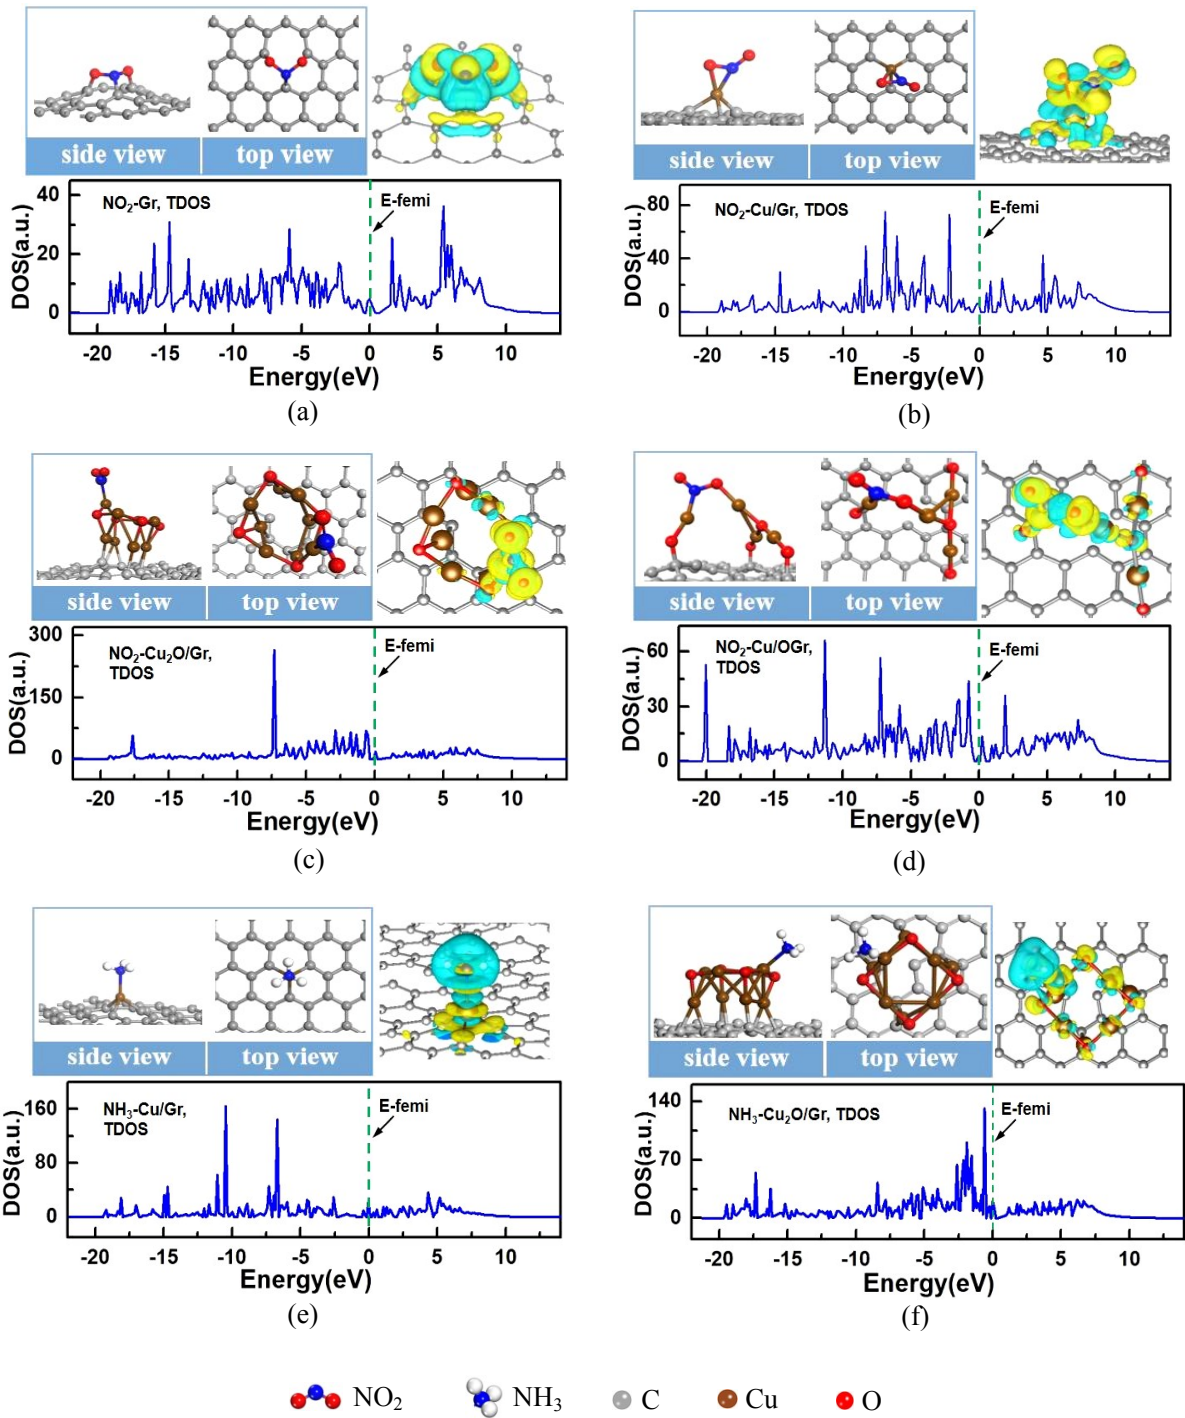 side view top view
40
20
0
DOS(a.u.)
NO2-Gr, TDOS
E-femi
-20 -15 -10 -5 0 5 10
Energy(eV)
(a)
side view top view
80
40
0
DOS(a.u.)
NO2-Cu/Gr, TDOS
E-femi
-20 -15 -10 -5 0 5 10
Energy(eV)
(b)
side view top view
300
150
0
DOS(a.u.)
NO2-Cu2O/Gr,
TDOS
E-femi
-20 -15 -10 -5 0 5 10
Energy(eV)
(c)
side view top view
60
30
0
DOS(a.u.)
NO2-Cu/OGr,
TDOS
E-femi
-20 -15 -10 -5 0 5 10
Energy(eV)
(d)
side view top view
160
80
0
DOS(a.u.)
NH3-Cu/Gr,
TDOS
E-femi
-20 -15 -10 -5 0 5 10
Energy(eV)
(e)
side view top view
140
70
0
DOS(a.u.)
NH3-Cu2O/Gr, TDOS
E-femi
-20 -15 -10 -5 0 5 10
Energy(eV)
(f)
NO2 NH3 C Cu O